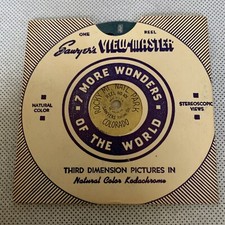 ONE REEL
Sawyer's VIEW-MASTER
7 MORE WONDERS
OF THE WORLD
ROCKY MT. NAT'L PARK
COLORADO
NATURAL
COLOR
STEREOSCOPIC
VIEWS
THIRD DIMENSION PICTURES IN
Natural Color Kodachrome